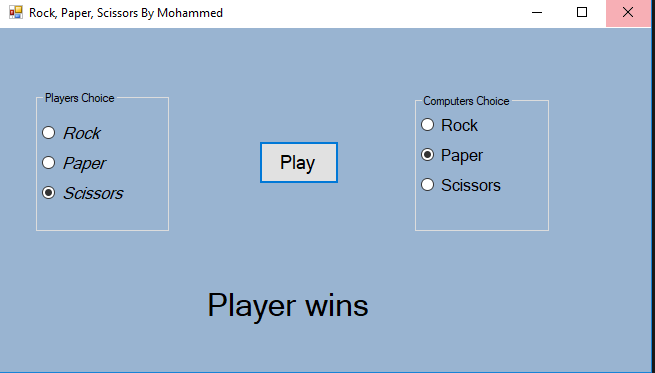 Rock, Paper, Scissors By Mohammed
Players Choice
Rock
Paper
Scissors
Play
Computers Choice
Rock
Paper
Scissors
Player wins